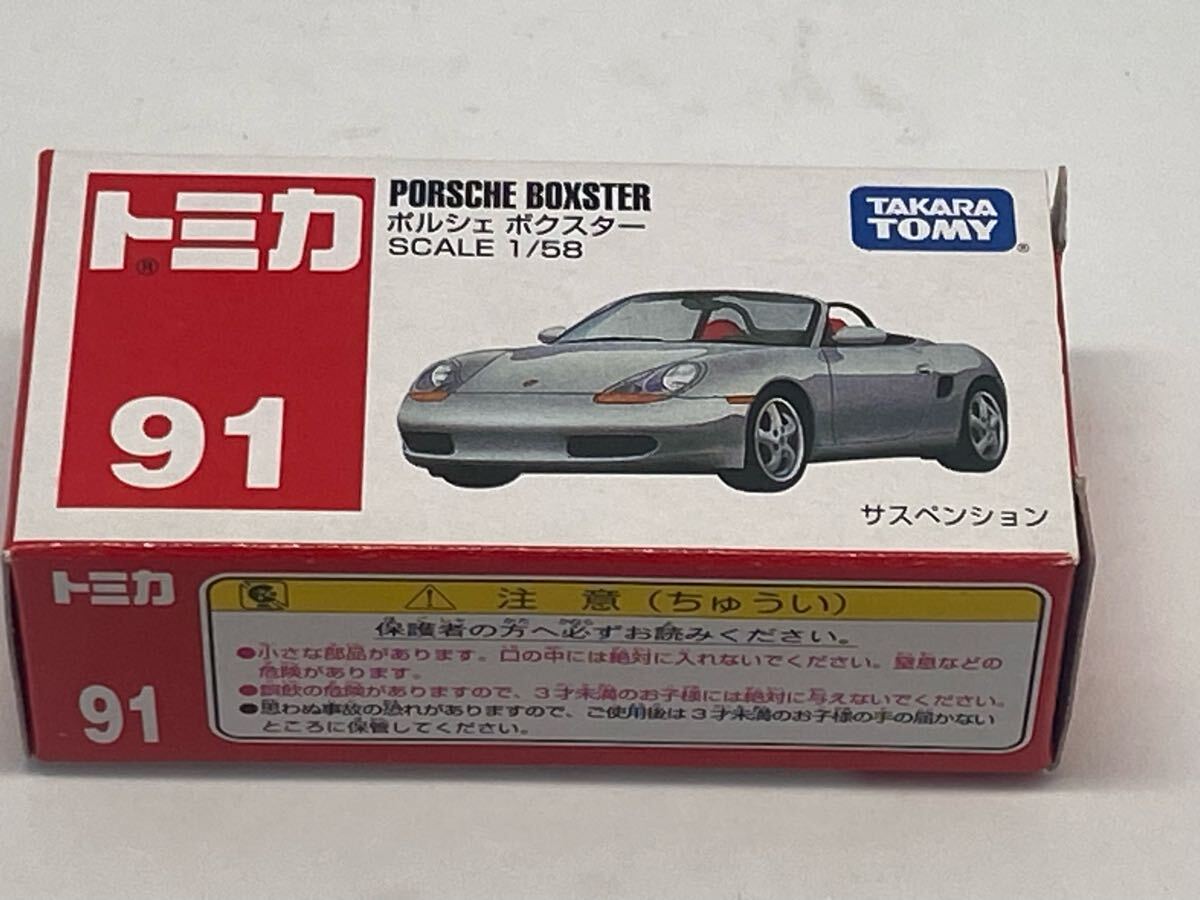 トミカ®
PORSCHE BOXSTER
ポルシェ ボクスター
SCALE 1/58
TAKARA
TOMY®
91
サスペンション
トミカ
91
注意(ちゅうい)
保護者の方へ必ずお読みください。
●小さな部品があります。口の中には絶対に入れないでください。窒息などの
危険があります。
●誤飲の危険がありますので、3才未満のお子様には絶対に与えないでください。
●思わぬ事故の恐れがありますので、ご使用後は3才未満のお子様の手の届かない
ところに保管してください。